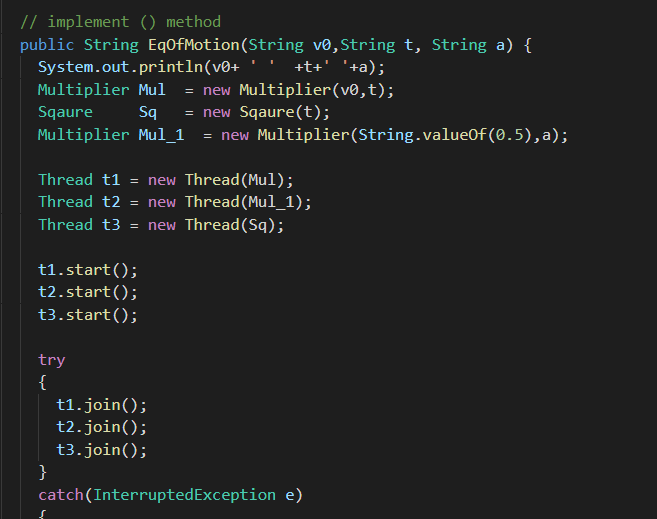 // implement () method
public String EqOfMotion(String v0,String t, String a) {
System.out.println(v0+ ' '  +t+' '+a);
Multiplier Mul  = new Multiplier(v0,t);
Sqaure     Sq   = new Sqaure(t);
Multiplier Mul_1  = new Multiplier(String.valueOf(0.5),a);
Thread t1 = new Thread(Mul);
Thread t2 = new Thread(Mul_1);
Thread t3 = new Thread(Sq);
t1.start();
t2.start();
t3.start();
try
{
t1.join();
t2.join();
t3.join();
}
catch(InterruptedException e)
{